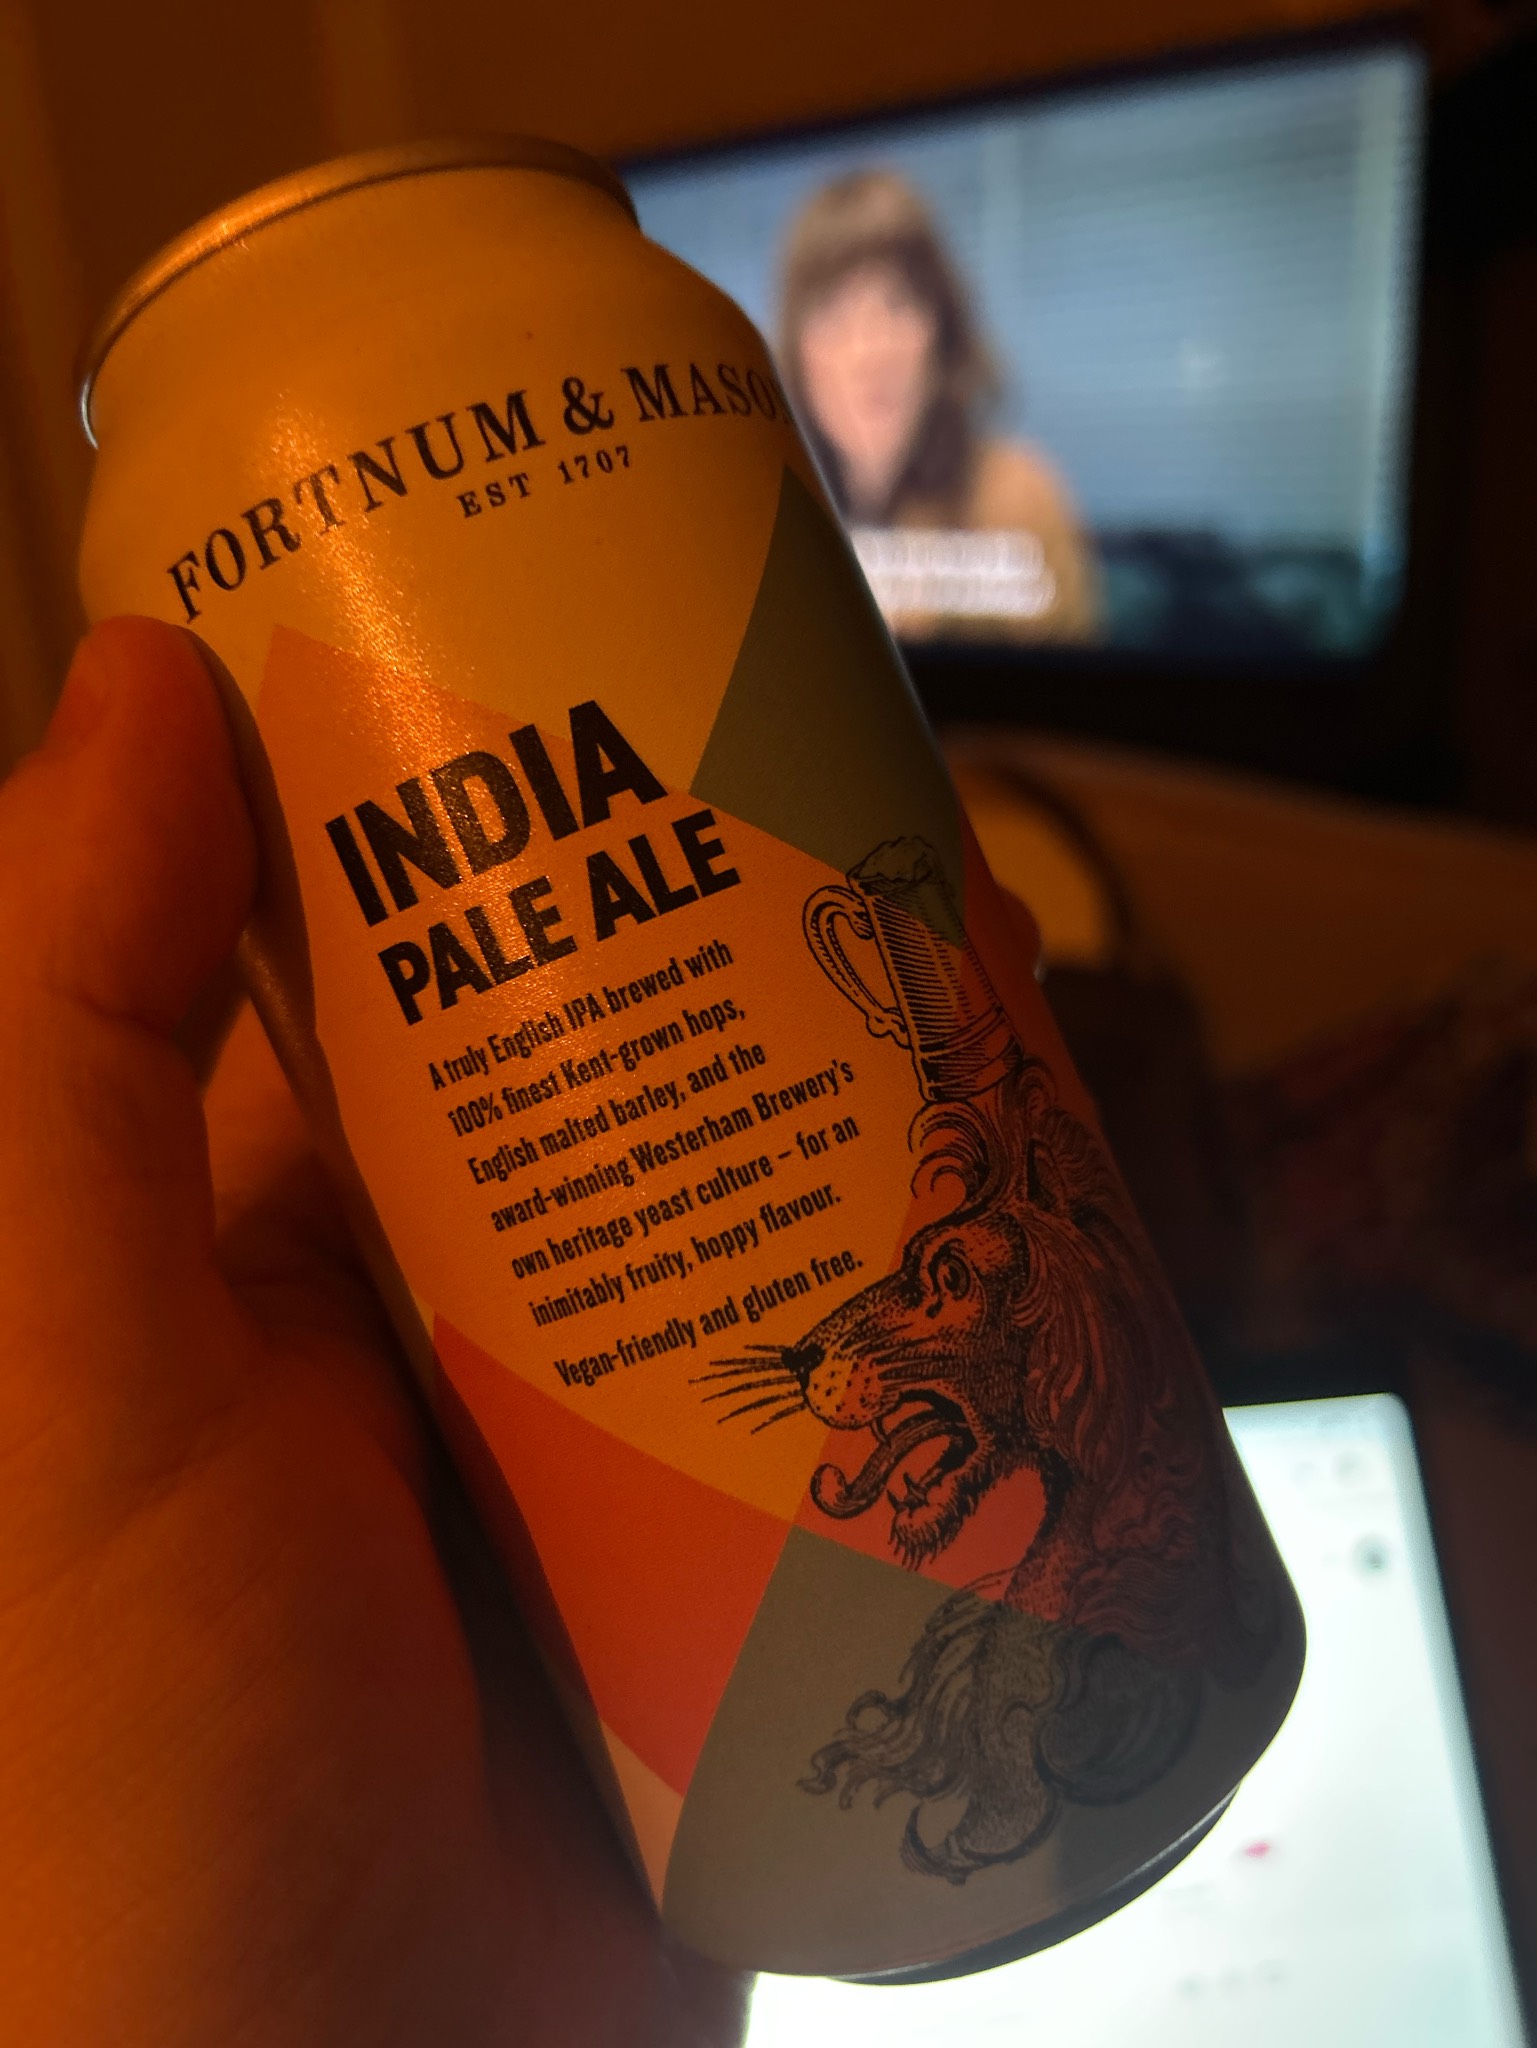 FORTNUM & MASON
EST 1707
INDIA
PALE ALE
A truly English IPA brewed with
100% finest Kent-grown hops,
English malted barley, and the
award-winning Westerham Brewery's
own heritage yeast culture – for an
inimitably fruity, hoppy flavour.
Vegan-friendly and gluten free.